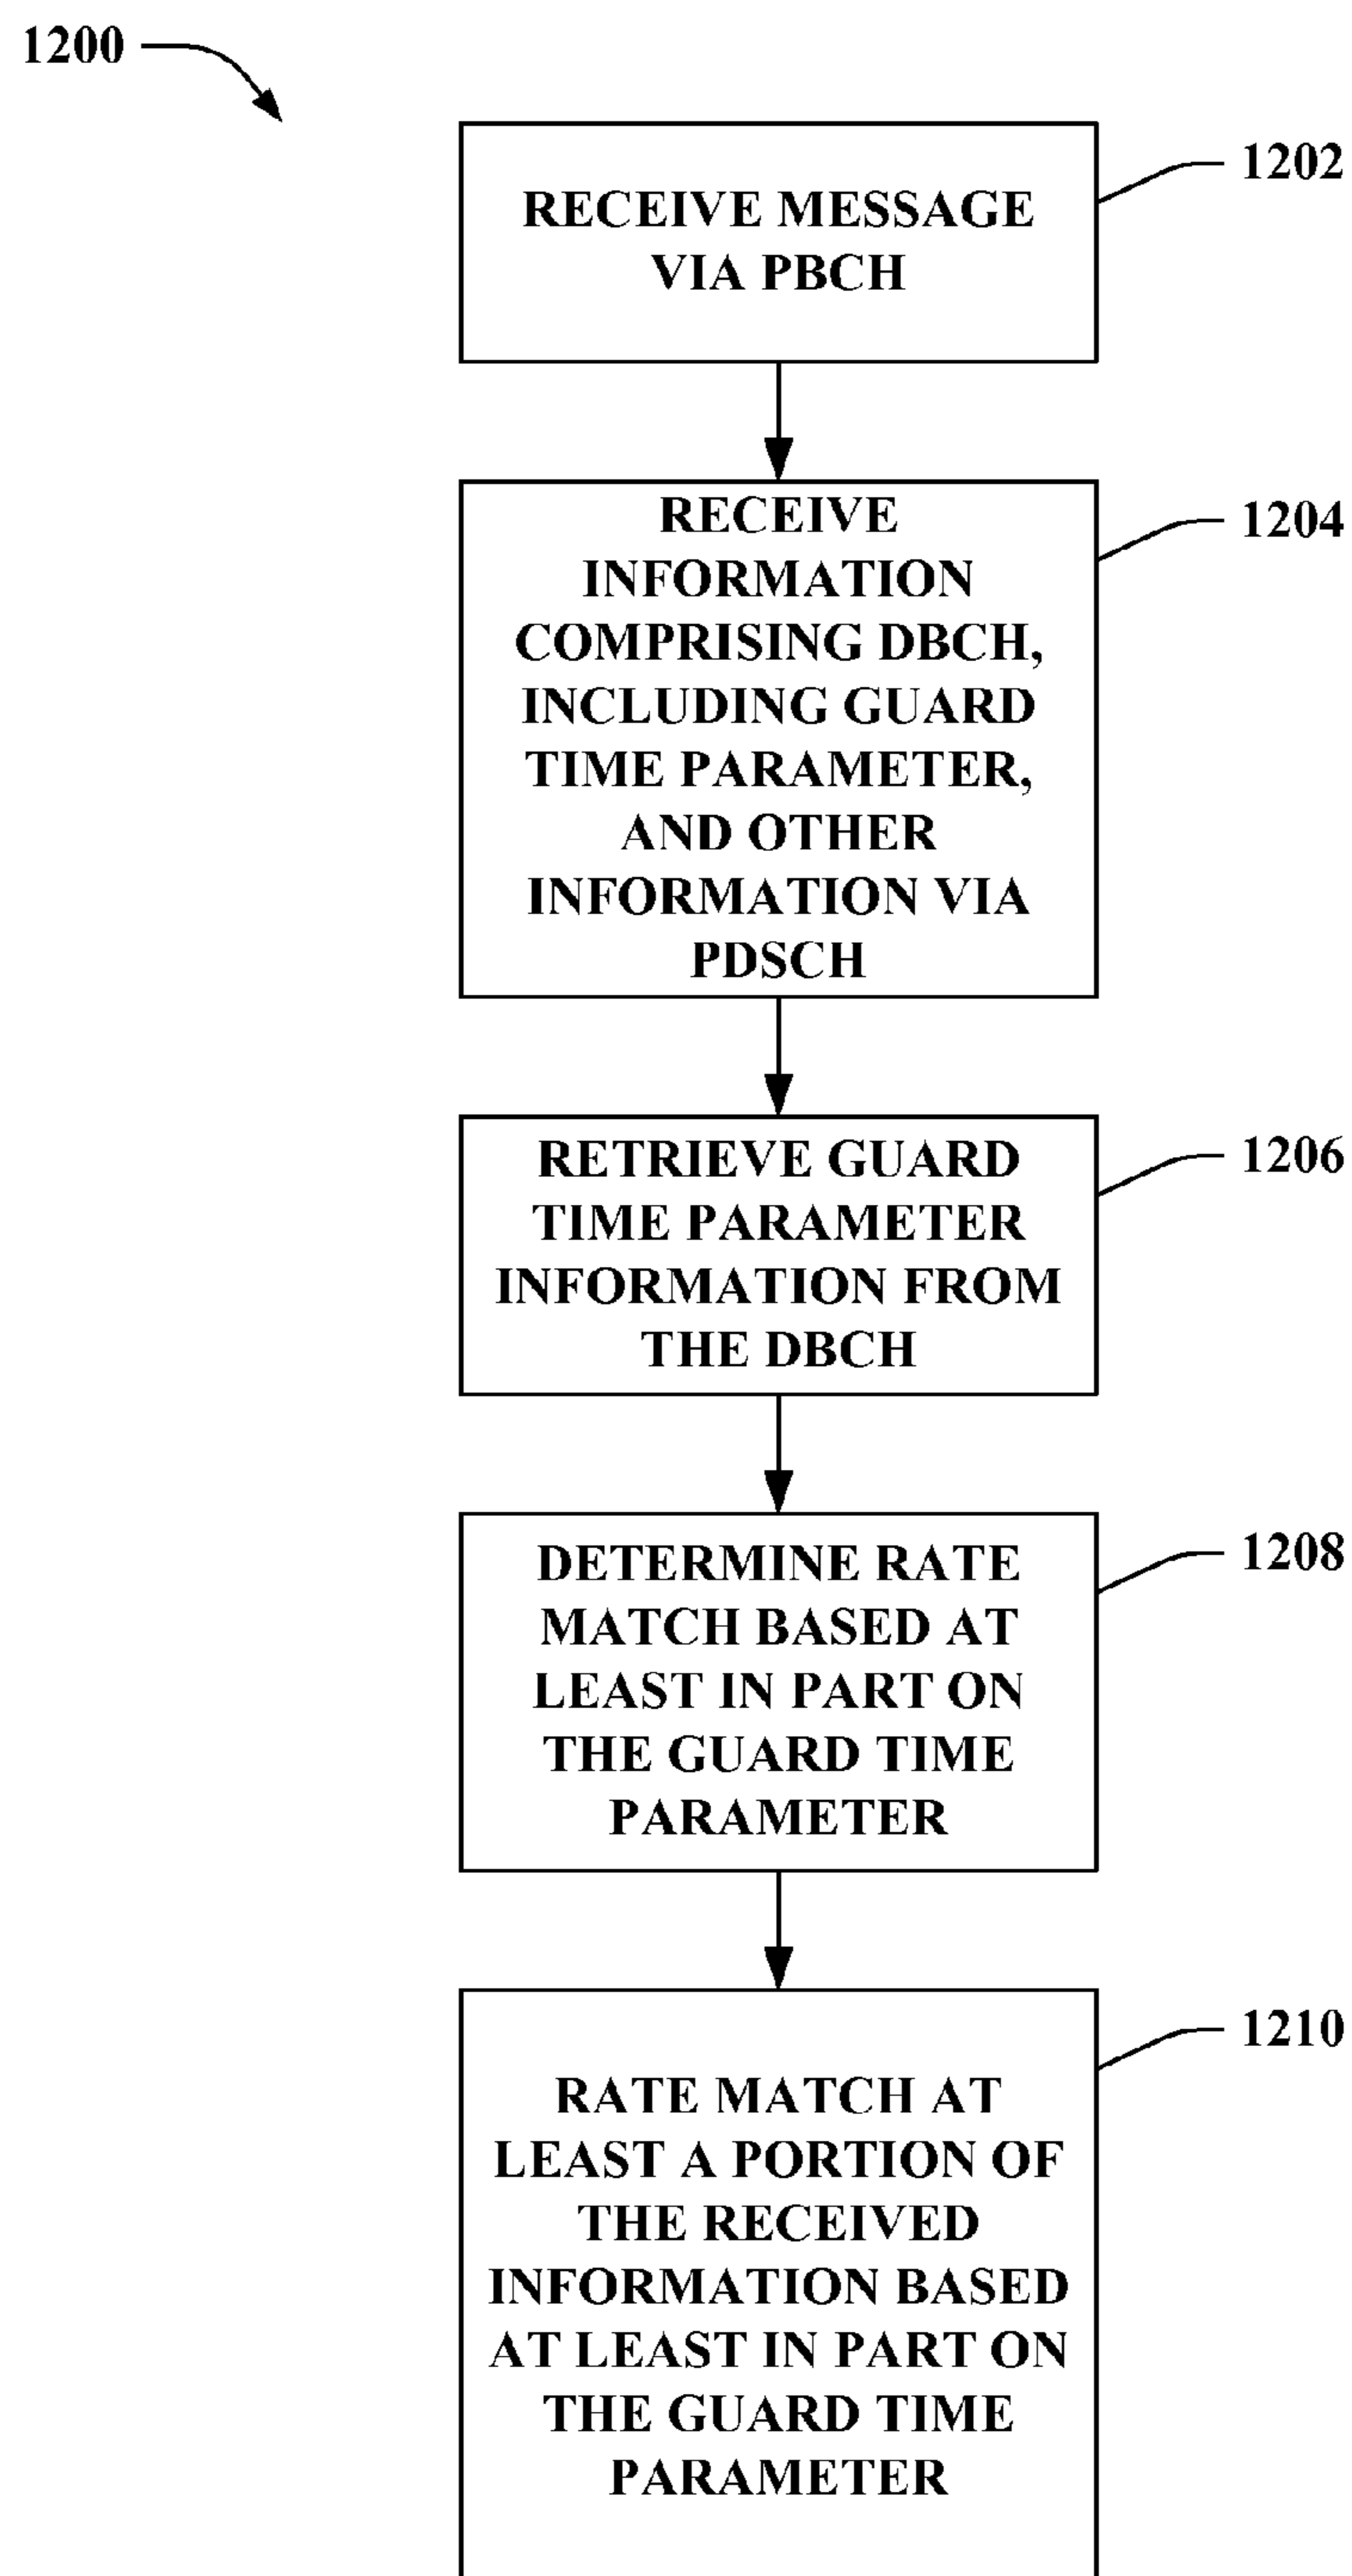 1200
RECEIVE MESSAGE
VIA PBCH
1202
RECEIVE
INFORMATION
COMPRISING DBCH,
INCLUDING GUARD
TIME PARAMETER,
AND OTHER
INFORMATION VIA
PDSCH
1204
RETRIEVE GUARD
TIME PARAMETER
INFORMATION FROM
THE DBCH
1206
DETERMINE RATE
MATCH BASED AT
LEAST IN PART ON
THE GUARD TIME
PARAMETER
1208
RATE MATCH AT
LEAST A PORTION OF
THE RECEIVED
INFORMATION BASED
AT LEAST IN PART ON
THE GUARD TIME
PARAMETER
1210